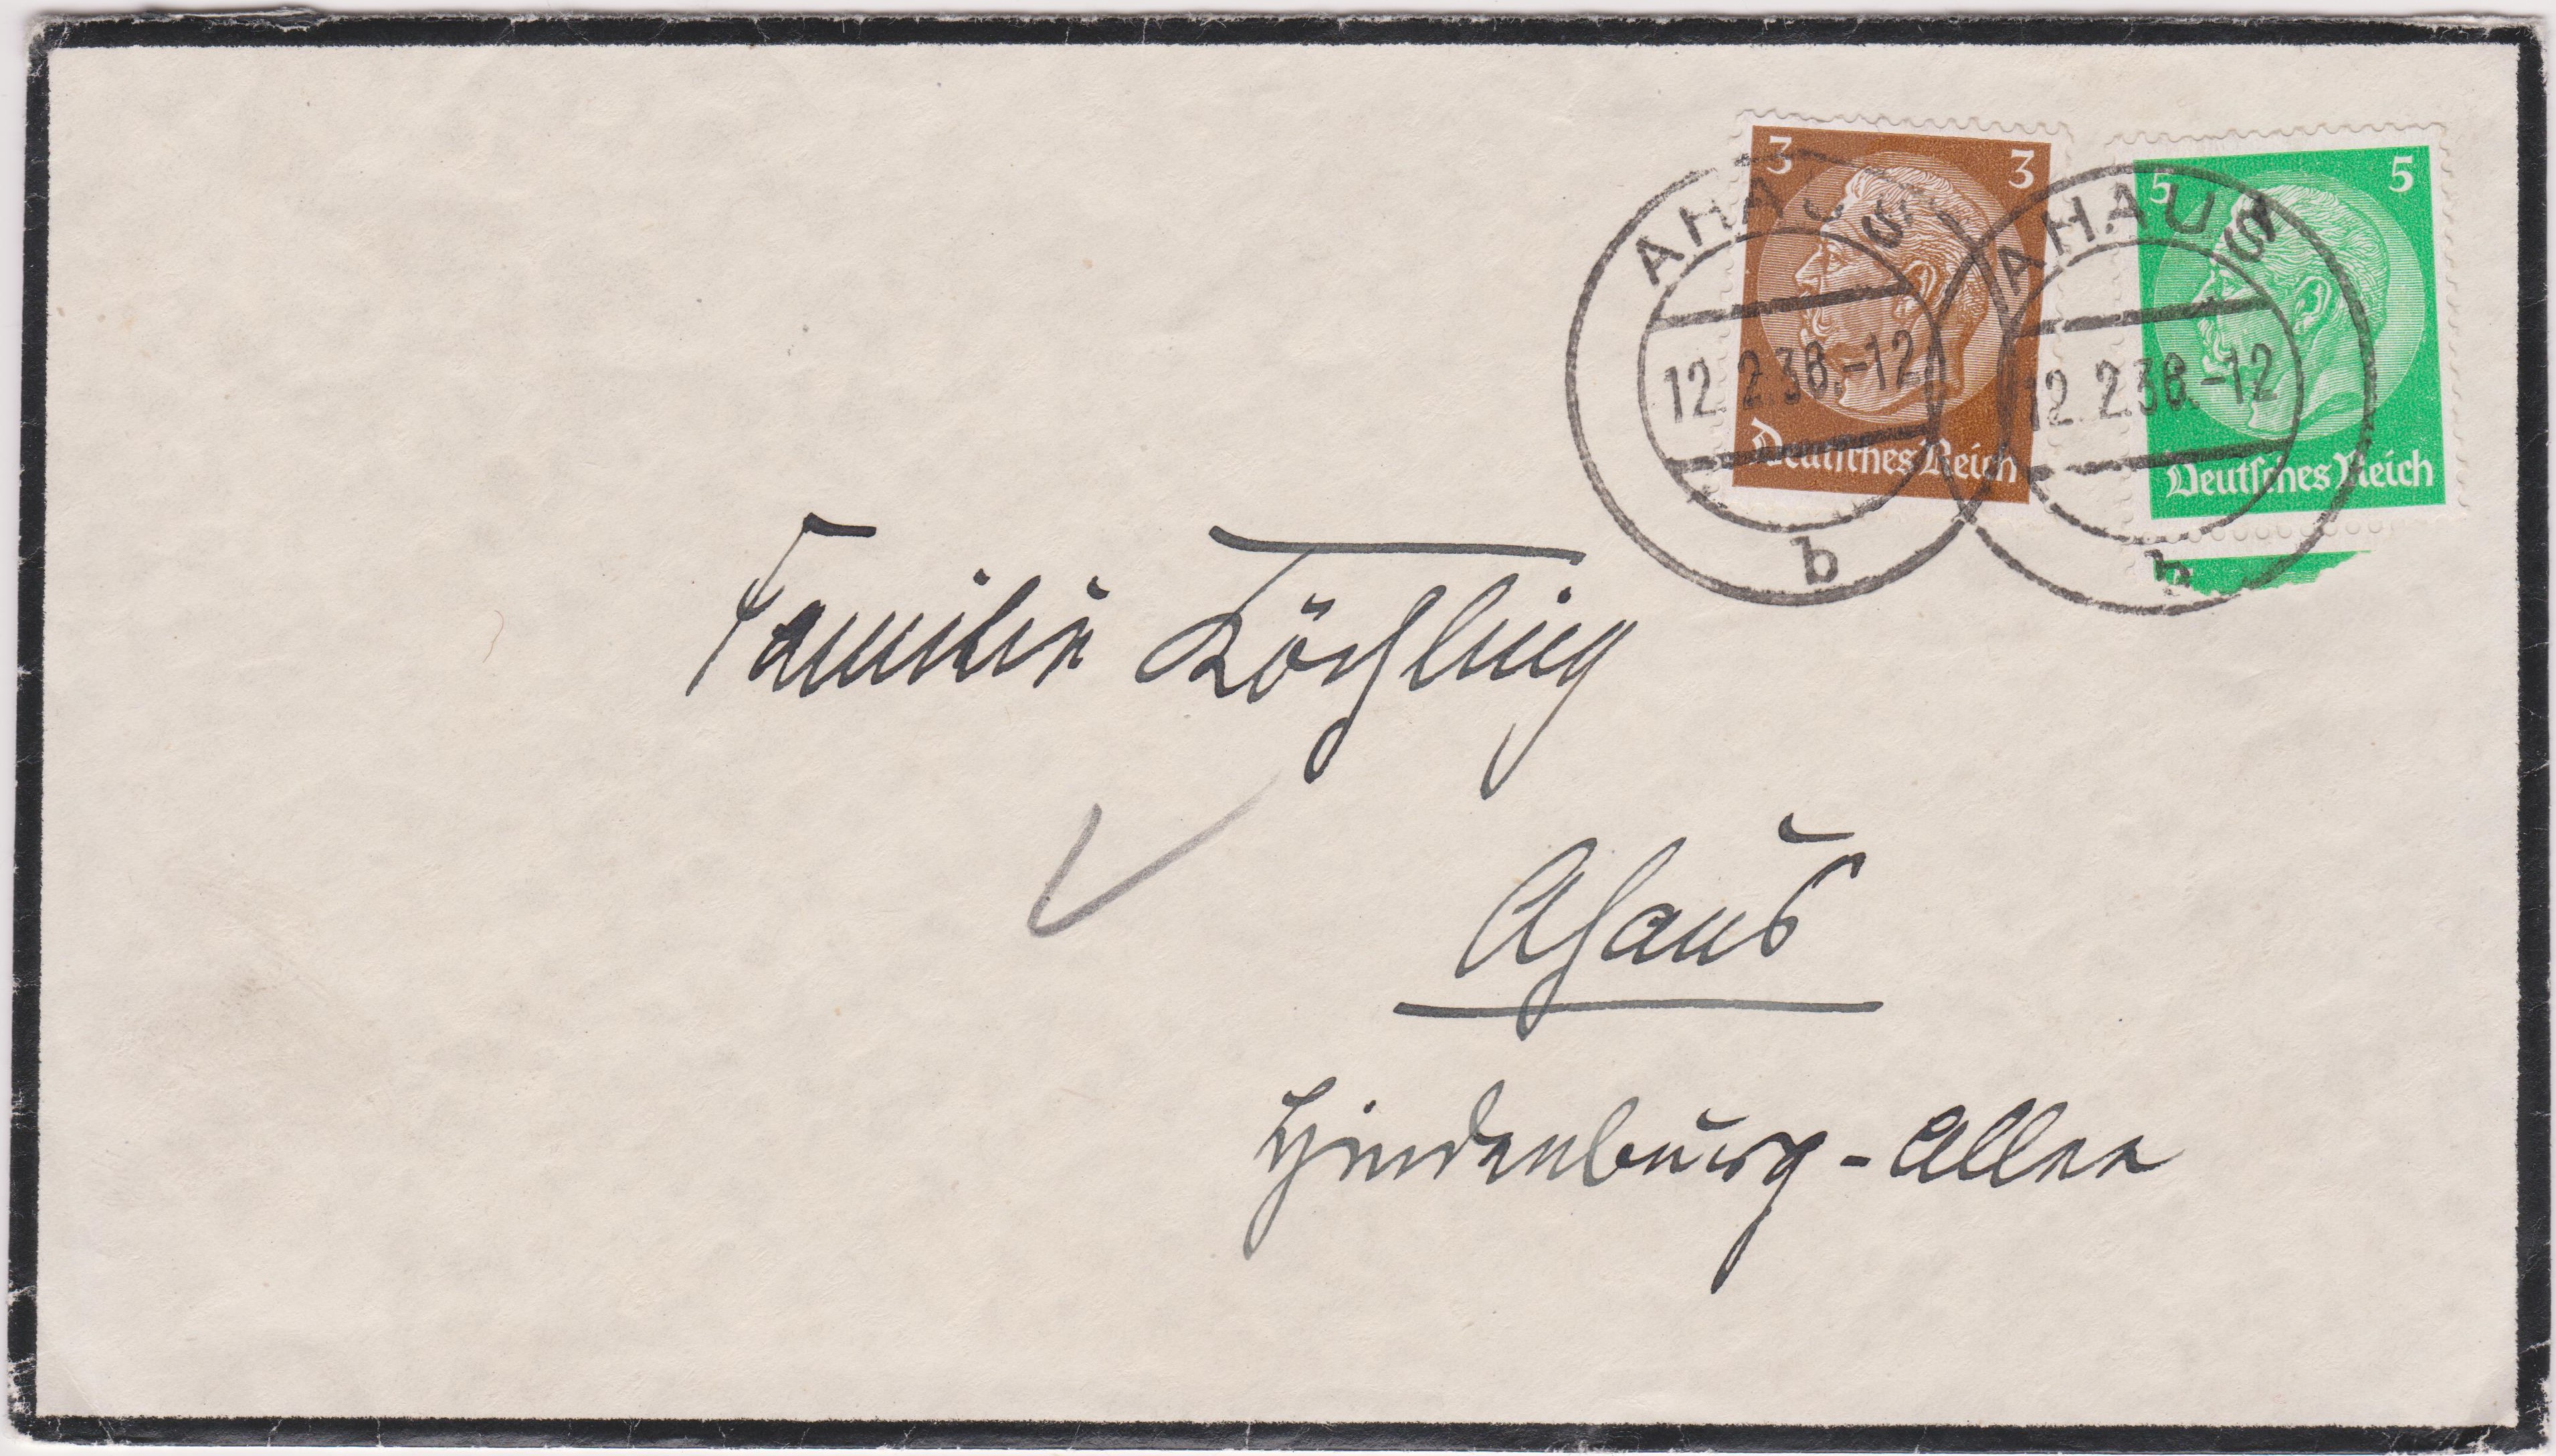 3 3
Deutsches Reich
5 5
Deutsches Reich
AHAUS
12.2.38.-12
b
AHAUS
12.2.38.-12
b
Familie Köchling
Ahaus
Hindenburg-Allee